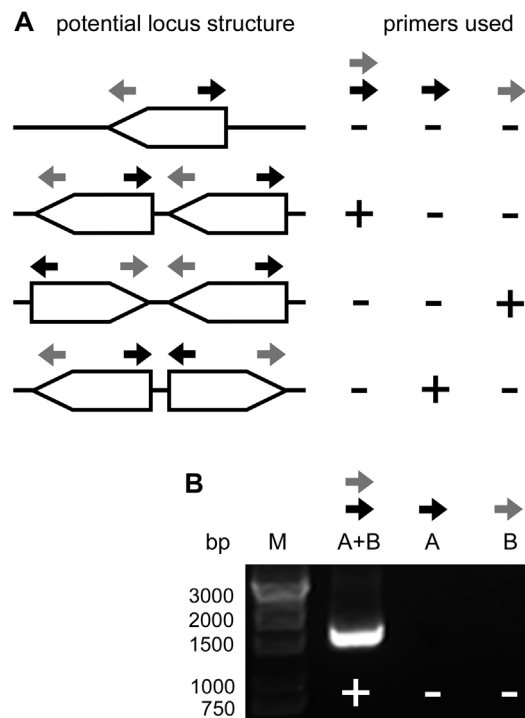 A potential locus structure primers used
- - -
+ - -
- - +
- + -
B
bp M A+B A B
3000
2000
1500
1000
750
+ - -